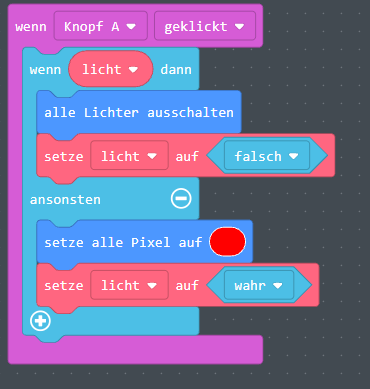 wenn Knopf A geklickt
wenn licht dann
alle Lichter ausschalten
setze licht auf falsch
ansonsten
setze alle Pixel auf
setze licht auf wahr